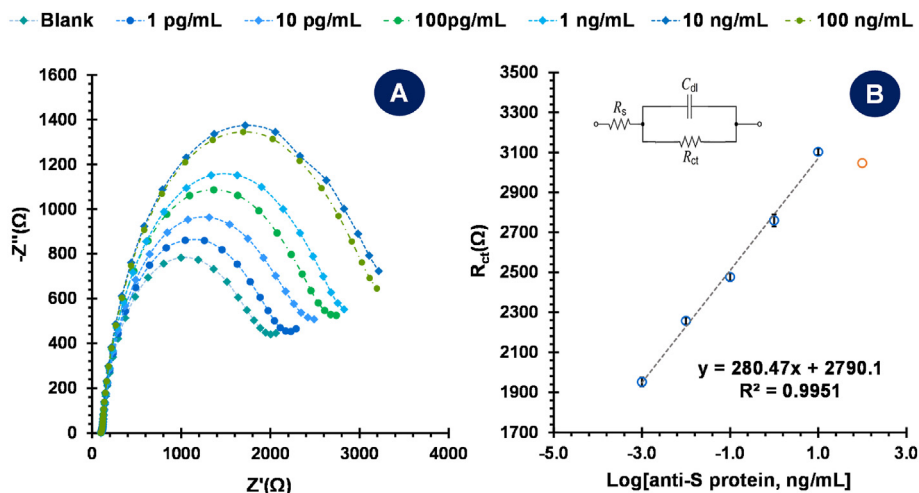 Blank 1 pg/mL 10 pg/mL 100pg/mL 1 ng/mL 10 ng/mL 100 ng/mL
A
1600
1400
1200
1000
800
600
400
200
0
-Z''(Ω)
0 1000 2000 3000 4000
Z'(Ω)
B
3500
3300
3100
2900
2700
2500
2300
2100
1900
1700
Rct(Ω)
Cdl
Rs
Rct
y = 280.47x + 2790.1
R² = 0.9951
-5.0 -3.0 -1.0 1.0 3.0
Log[anti-S protein, ng/mL]